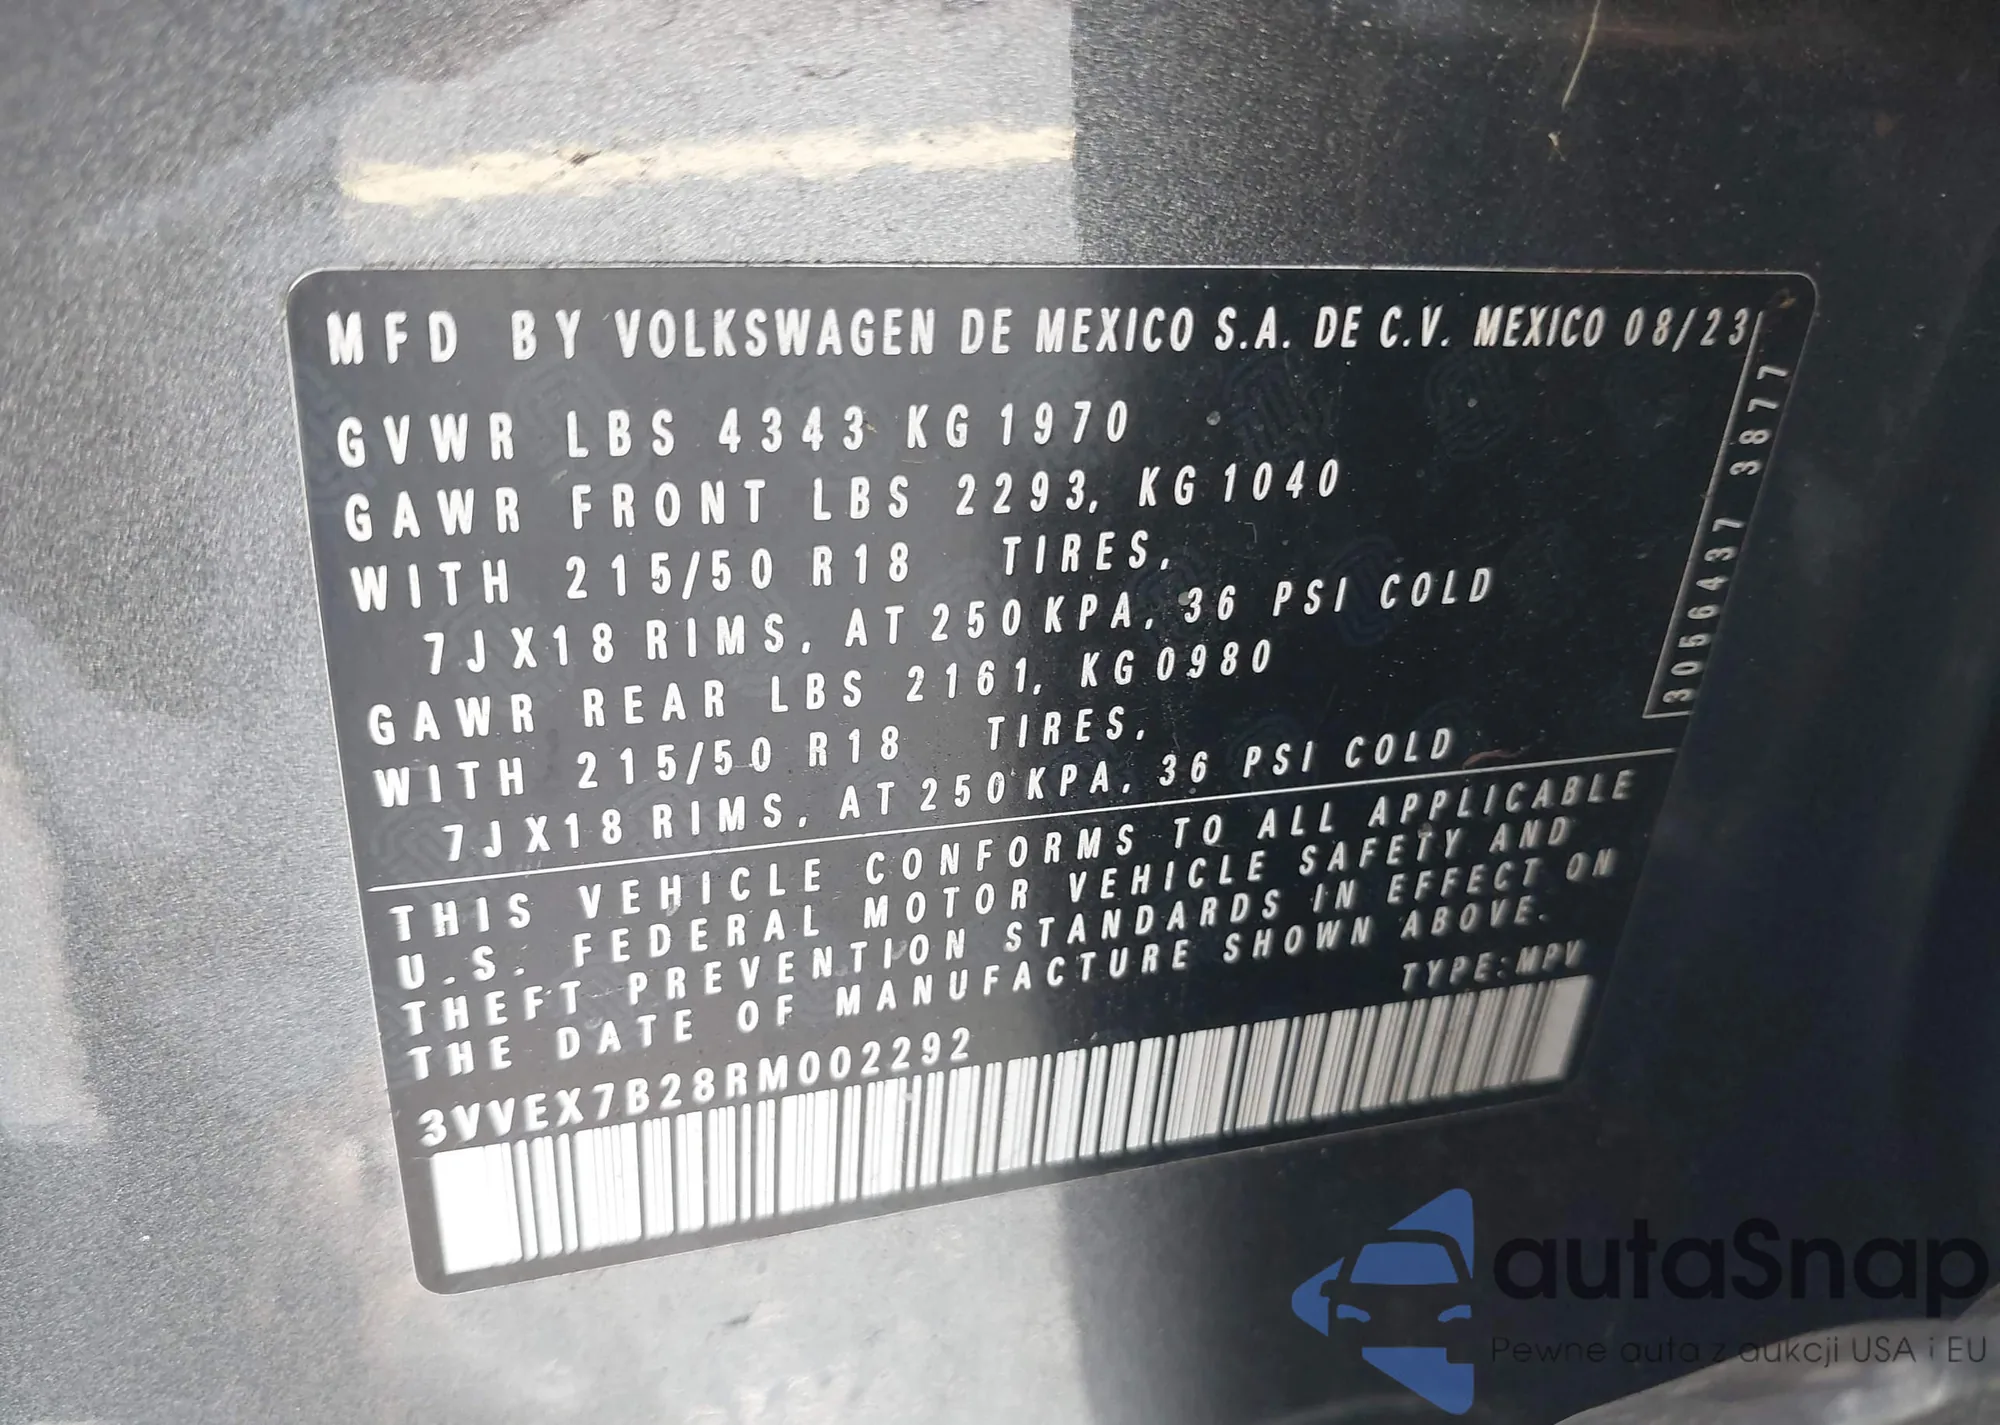 MFD BY VOLKSWAGEN DE MEXICO S.A. DE C.V. MEXICO 08/23
GVWR LBS 4343 KG 1970
GAWR FRONT LBS 2293, KG 1040
WITH 215/50 R18 TIRES,
7J X18 RIMS, AT 250 KPA, 36 PSI COLD
GAWR REAR LBS 2161, KG 0980
WITH 215/50 R18 TIRES,
7J X18 RIMS, AT 250 KPA, 36 PSI COLD
3056437 3877
THIS VEHICLE CONFORMS TO ALL APPLICABLE
U.S. FEDERAL MOTOR VEHICLE SAFETY AND
THEFT PREVENTION STANDARDS IN EFFECT ON
THE DATE OF MANUFACTURE SHOWN ABOVE.
TYPE: MPV
3VVEX7B28RM002292
autaSnap
Pewne auta z aukcji USA i EU